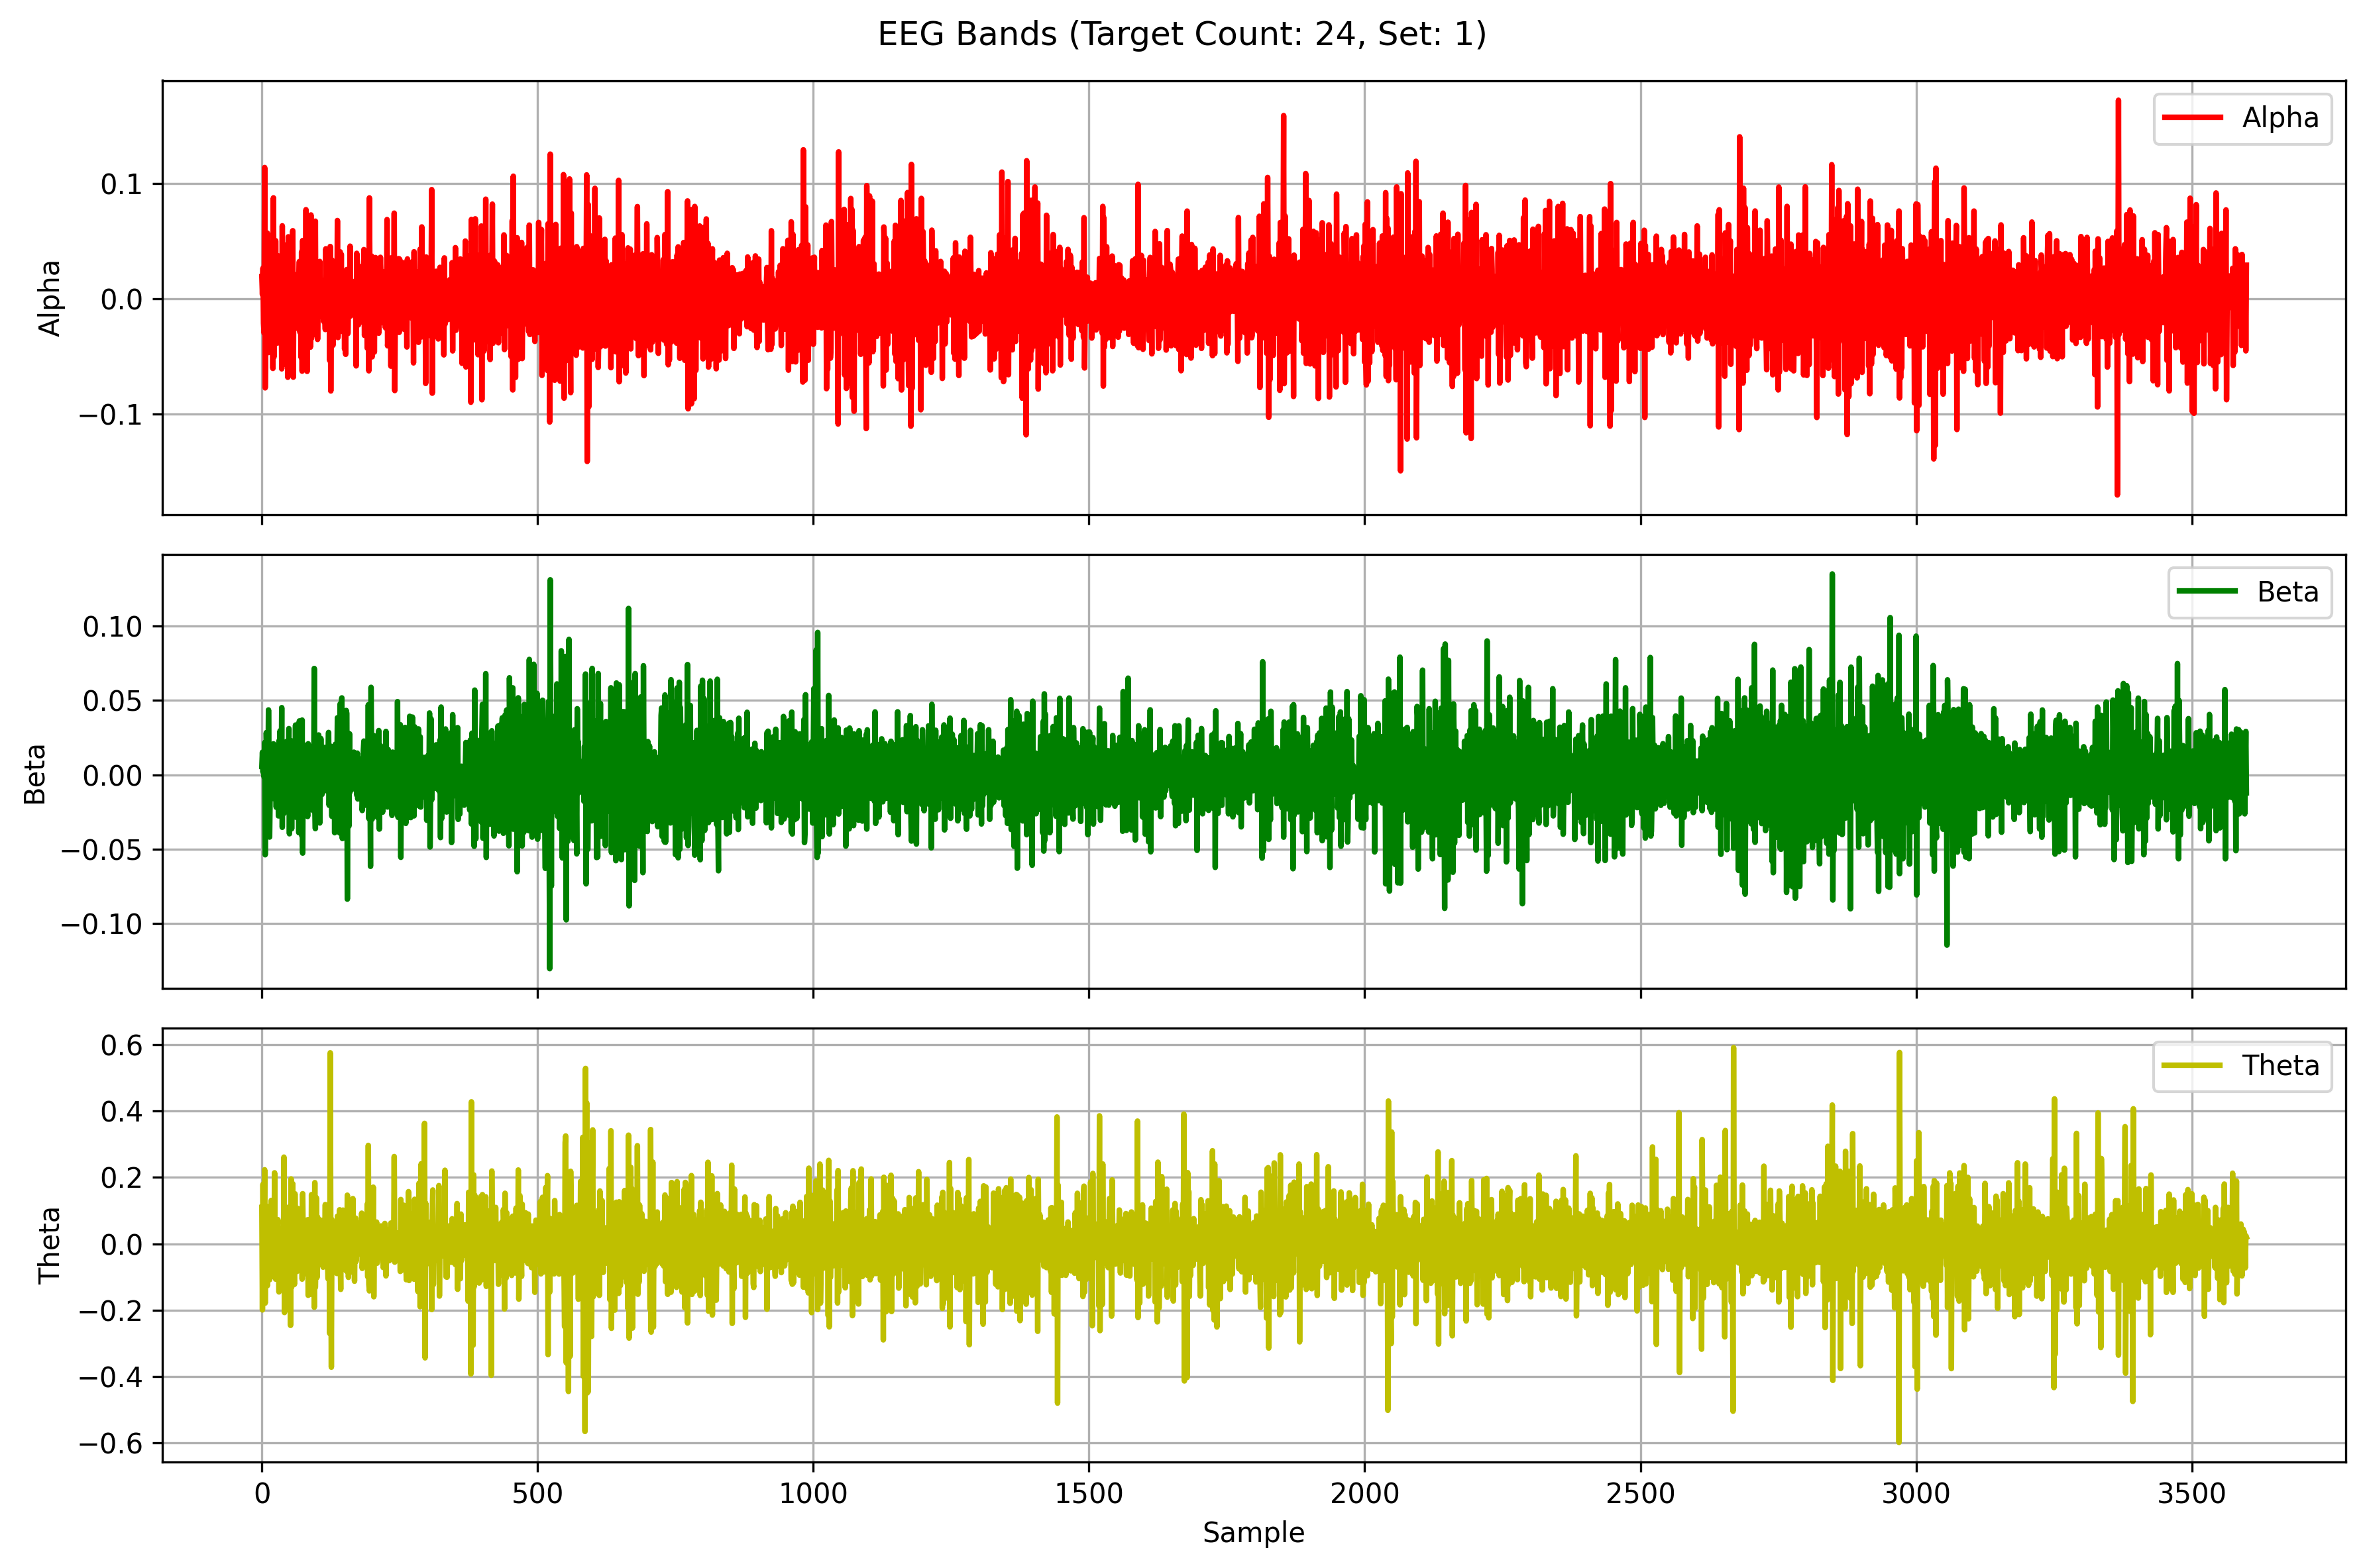 EEG Bands (Target Count: 24, Set: 1)
Alpha
0.1
0.0
−0.1
Alpha
Beta
0.10
0.05
0.00
−0.05
−0.10
Beta
Theta
0.6
0.4
0.2
0.0
−0.2
−0.4
−0.6
Theta
0 500 1000 1500 2000 2500 3000 3500
Sample